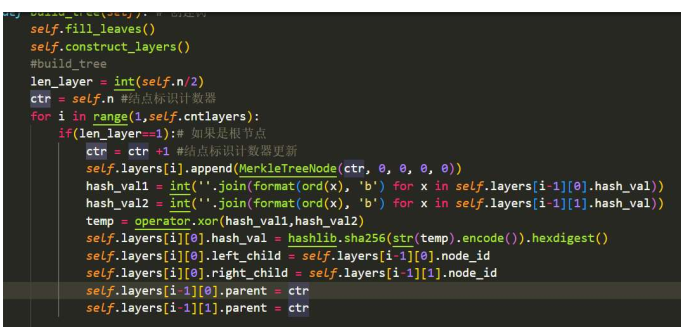 def build_tree(self): # 创建树
self.fill_leaves()
self.construct_layers()
#build_tree
len_layer = int(self.n/2)
ctr = self.n #结点标识计数器
for i in range(1,self.cntlayers):
if(len_layer==1):# 如果是根节点
ctr = ctr +1 #结点标识计数器更新
self.layers[i].append(MerkleTreeNode(ctr, 0, 0, 0, 0))
hash_val1 = int(''.join(format(ord(x), 'b') for x in self.layers[i-1][0].hash_val))
hash_val2 = int(''.join(format(ord(x), 'b') for x in self.layers[i-1][1].hash_val))
temp = operator.xor(hash_val1,hash_val2)
self.layers[i][0].hash_val = hashlib.sha256(str(temp).encode()).hexdigest()
self.layers[i][0].left_child = self.layers[i-1][0].node_id
self.layers[i][0].right_child = self.layers[i-1][1].node_id
self.layers[i-1][0].parent = ctr
self.layers[i-1][1].parent = ctr